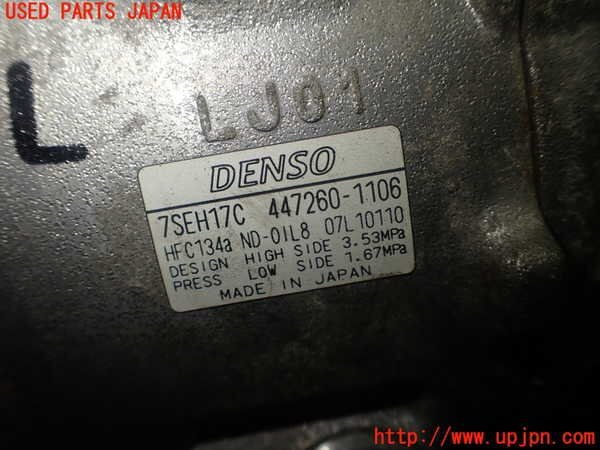 USED PARTS JAPAN
L
LJ01
DENSO
7SEH17C 447260-1106
HFC134a ND-OIL8 07L10110
DESIGN HIGH SIDE 3.53MPa
PRESS LOW SIDE 1.67MPa
MADE IN JAPAN
http://www.upjpn.com/